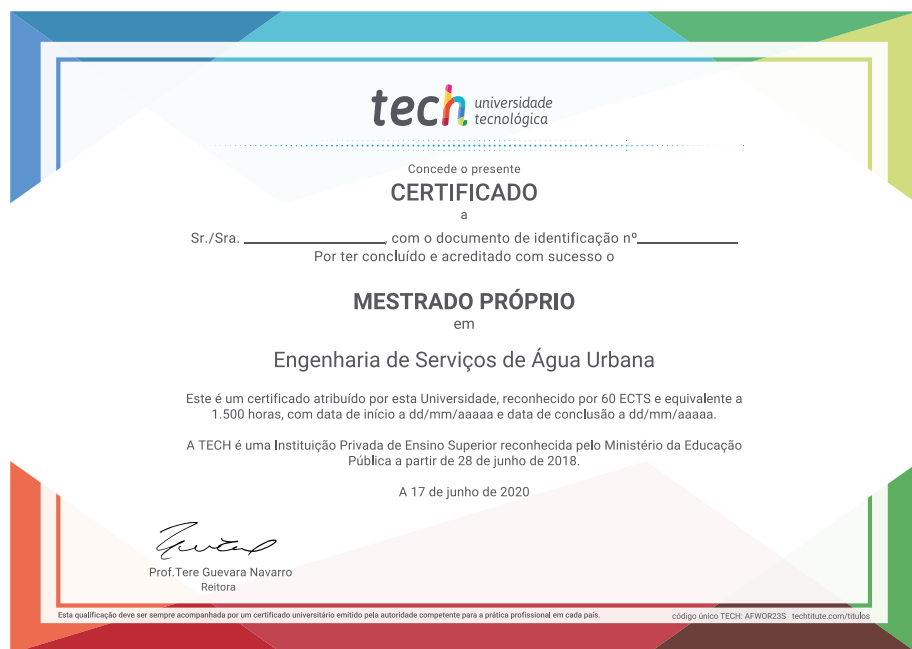 tech universidade
tecnológica
Concede o presente
CERTIFICADO
a
Sr./Sra. ________________, com o documento de identificação nº____________
Por ter concluído e acreditado com sucesso o
MESTRADO PRÓPRIO
em
Engenharia de Serviços de Água Urbana
Este é um certificado atribuído por esta Universidade, reconhecido por 60 ECTS e equivalente a
1.500 horas, com data de início a dd/mm/aaaaa e data de conclusão a dd/mm/aaaaa.
A TECH é uma Instituição Privada de Ensino Superior reconhecida pelo Ministério da Educação
Pública a partir de 28 de junho de 2018.
A 17 de junho de 2020
Prof.Tere Guevara Navarro
Reitora
Esta qualificação deve ser sempre acompanhada por um certificado universitário emitido pela autoridade competente para a prática profissional em cada país.
código único TECH: AFWOR23S techtitute.com/titulos